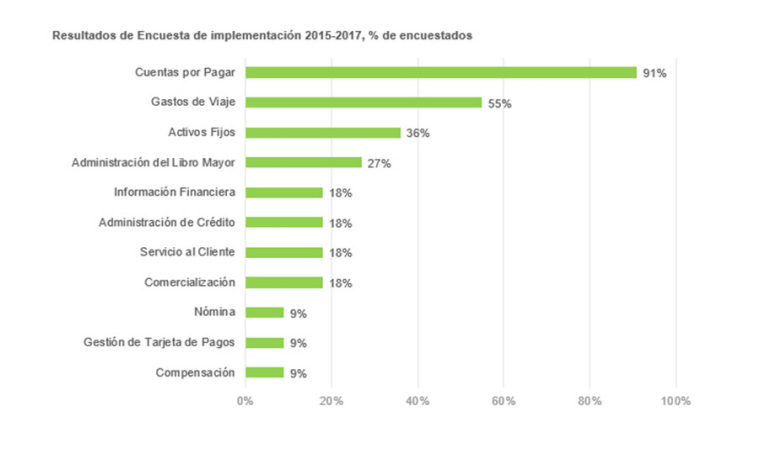 Resultados de Encuesta de implementación 2015-2017, % de encuestados
Cuentas por Pagar 91%
Gastos de Viaje 55%
Activos Fijos 36%
Administración del Libro Mayor 27%
Información Financiera 18%
Administración de Crédito 18%
Servicio al Cliente 18%
Comercialización 18%
Nómina 9%
Gestión de Tarjeta de Pagos 9%
Compensación 9%
0% 20% 40% 60% 80% 100%